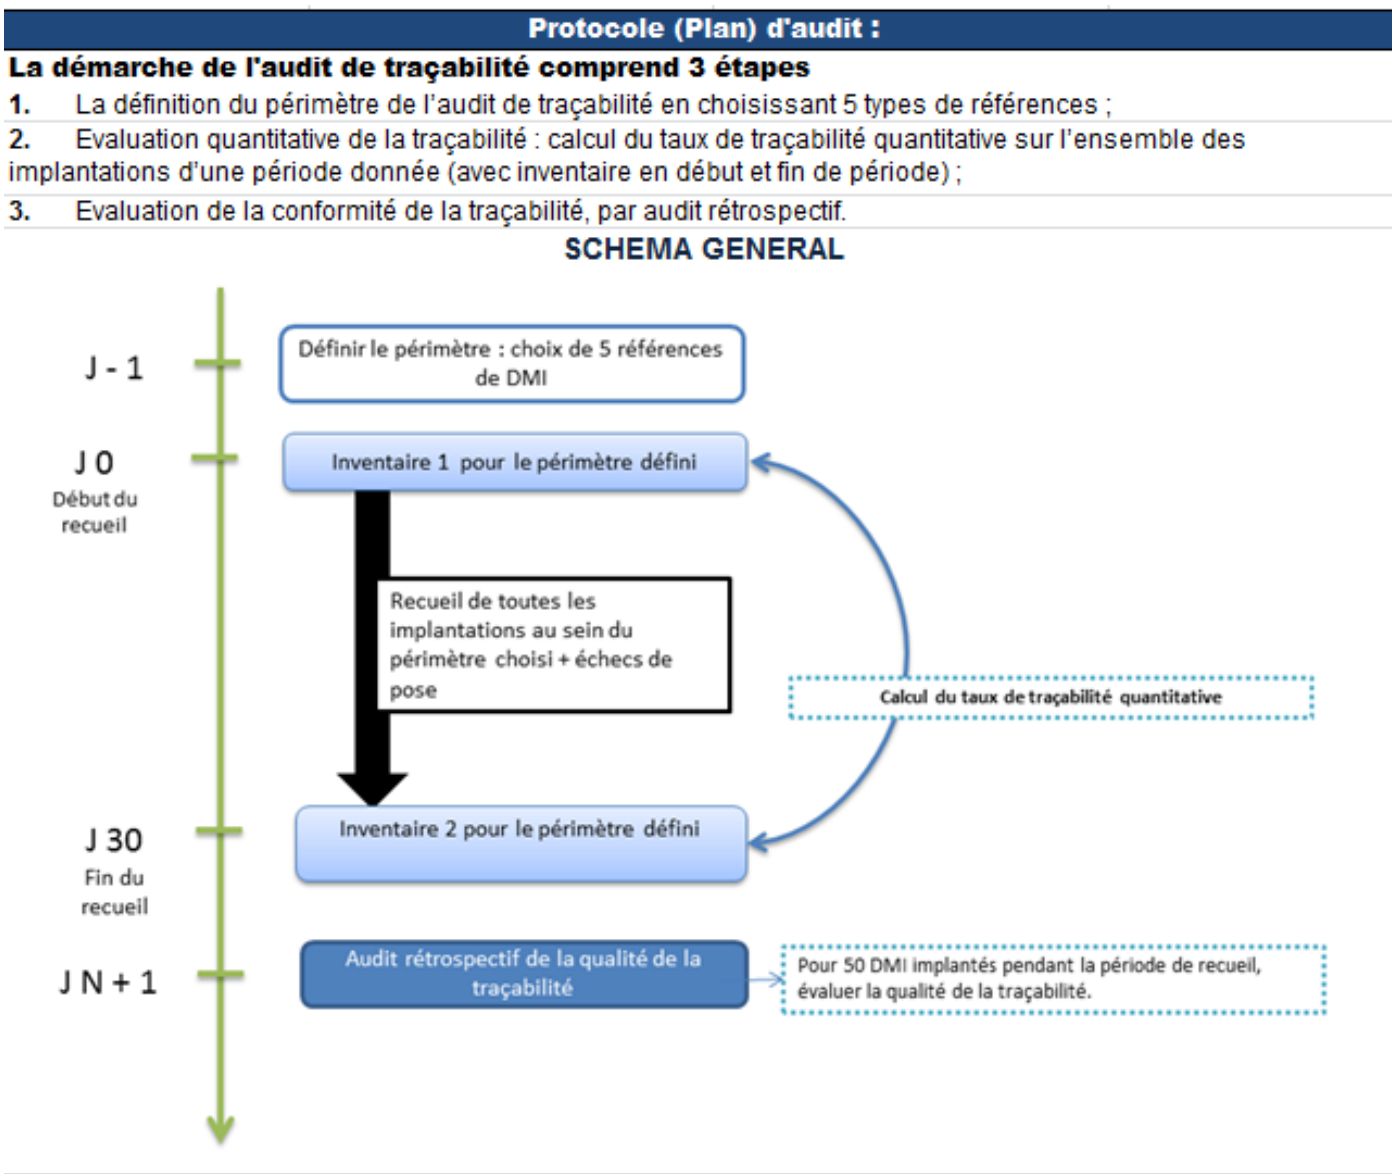 Protocole (Plan) d'audit :
La démarche de l'audit de traçabilité comprend 3 étapes
1. La définition du périmètre de l'audit de traçabilité en choisissant 5 types de références ;
2. Evaluation quantitative de la traçabilité : calcul du taux de traçabilité quantitative sur l'ensemble des
implantations d'une période donnée (avec inventaire en début et fin de période) ;
3. Evaluation de la conformité de la traçabilité, par audit rétrospectif.
SCHEMA GENERAL
J - 1
Définir le périmètre : choix de 5 références
de DMI
J 0
Début du
recueil
Inventaire 1 pour le périmètre défini
Recueil de toutes les
implantations au sein du
périmètre choisi + échecs de
pose
Calcul du taux de traçabilité quantitative
J 30
Fin du
recueil
Inventaire 2 pour le périmètre défini
J N + 1
Audit rétrospectif de la qualité de la
traçabilité
Pour 50 DMI implantés pendant la période de recueil,
évaluer la qualité de la traçabilité.